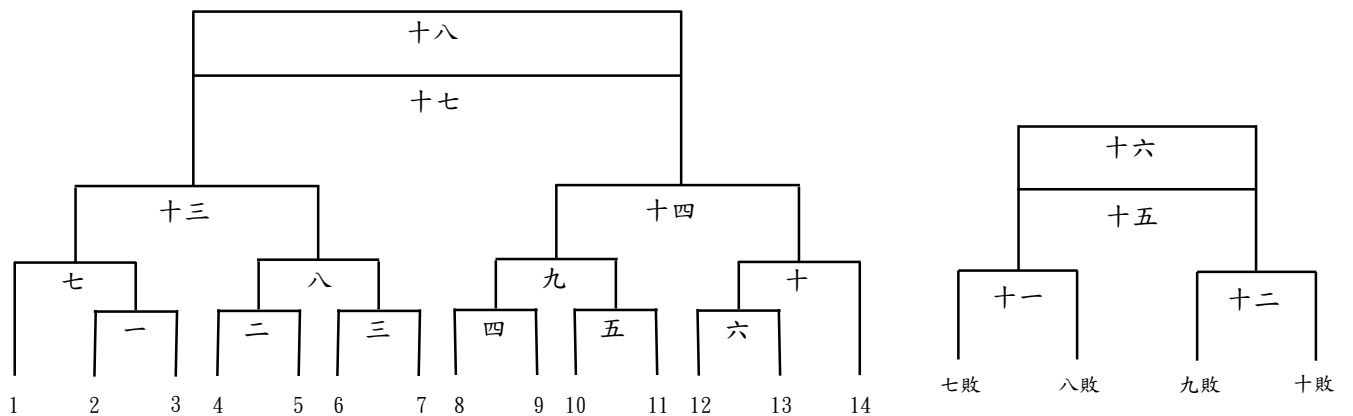 十八
十七
十六
十五
十三 十四
七 八 九 十 十一 十二
一 二 三 四 五 六
七敗 八敗 九敗 十敗
1 2 3 4 5 6 7 8 9 10 11 12 13 14